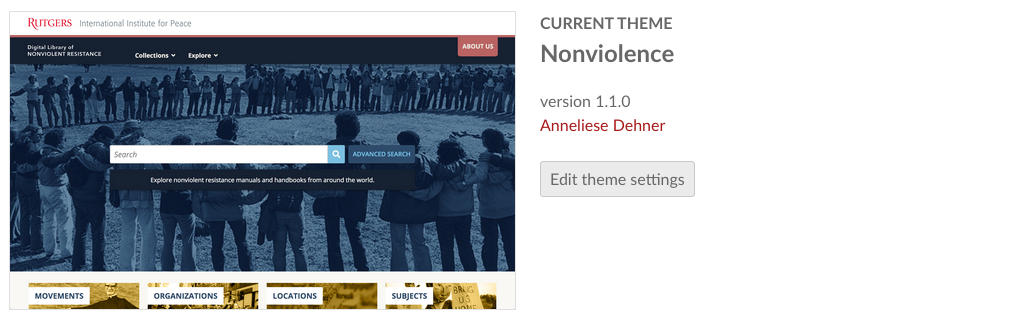 RUTGERS International Institute for Peace
Digital Library of
NONVIOLENT RESISTANCE
Collections
Explore
ABOUT US
Search
ADVANCED SEARCH
Explore nonviolent resistance manuals and handbooks from around the world.
MOVEMENTS
ORGANIZATIONS
LOCATIONS
SUBJECTS
BRING
U.S
HOME
CURRENT THEME
Nonviolence
version 1.1.0
Anneliese Dehner
Edit theme settings